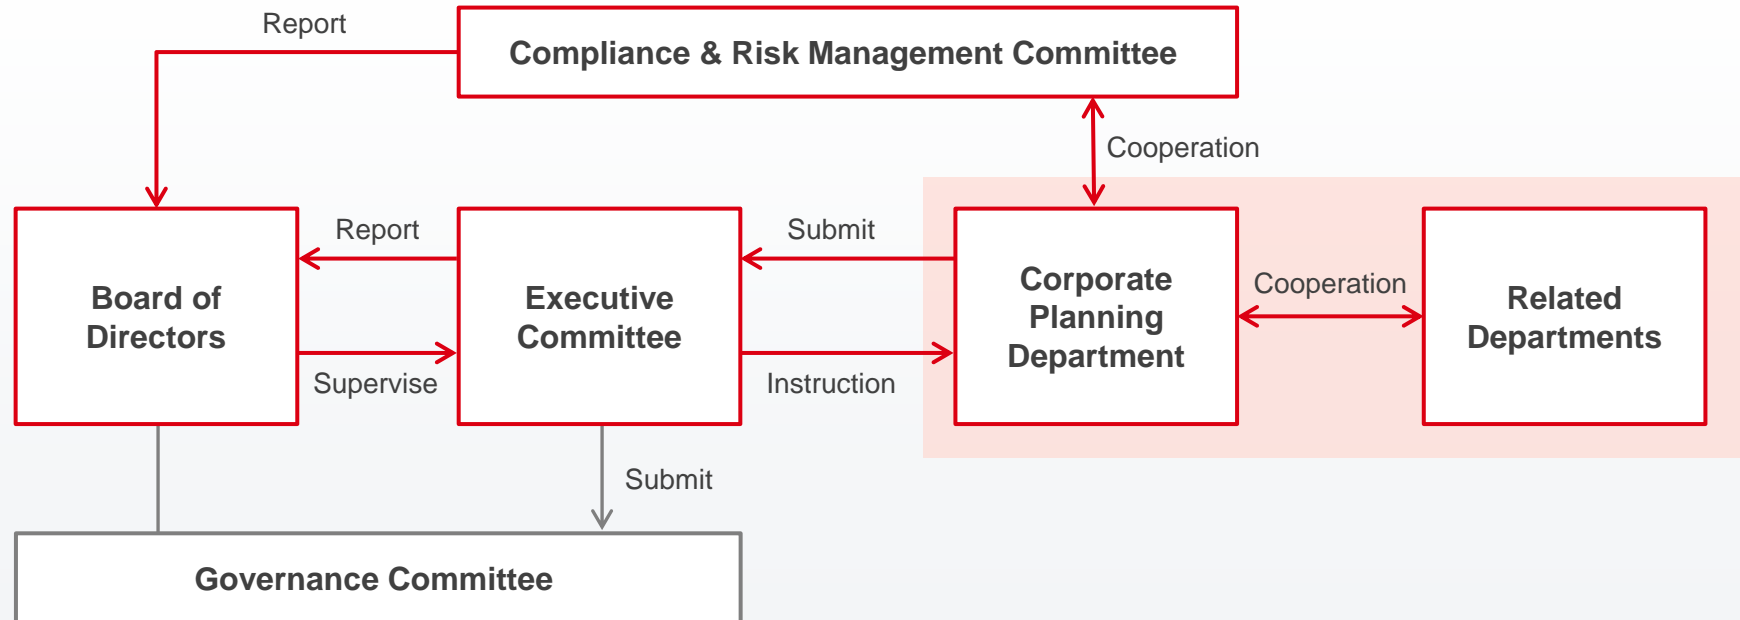 Report
Compliance & Risk Management Committee
Cooperation
Report
Submit
Board of
Directors
Executive
Committee
Corporate
Planning
Department
Cooperation
Related
Departments
Supervise
Instruction
Submit
Governance Committee